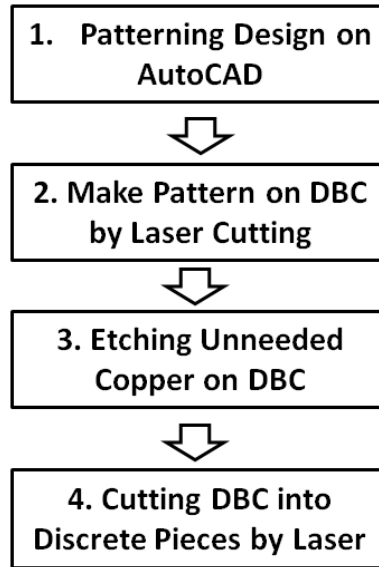 1. Patterning Design on
AutoCAD
2. Make Pattern on DBC
by Laser Cutting
3. Etching Unneeded
Copper on DBC
4. Cutting DBC into
Discrete Pieces by Laser